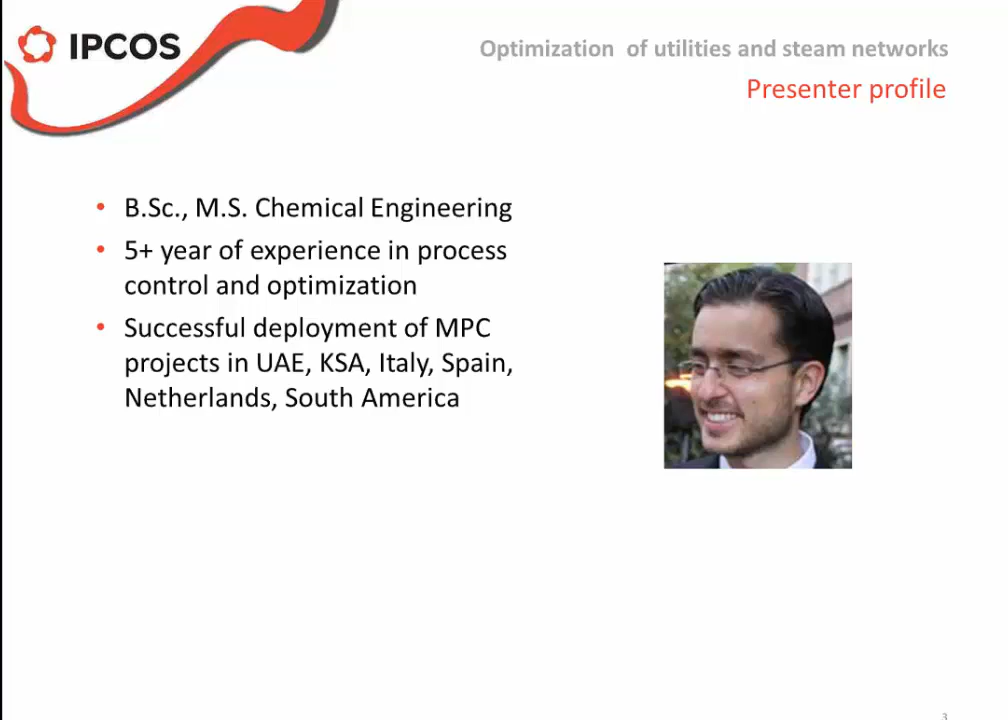 IPCOS
Optimization of utilities and steam networks
Presenter profile
• B.Sc., M.S. Chemical Engineering
• 5+ year of experience in process
control and optimization
• Successful deployment of MPC
projects in UAE, KSA, Italy, Spain,
Netherlands, South America
3